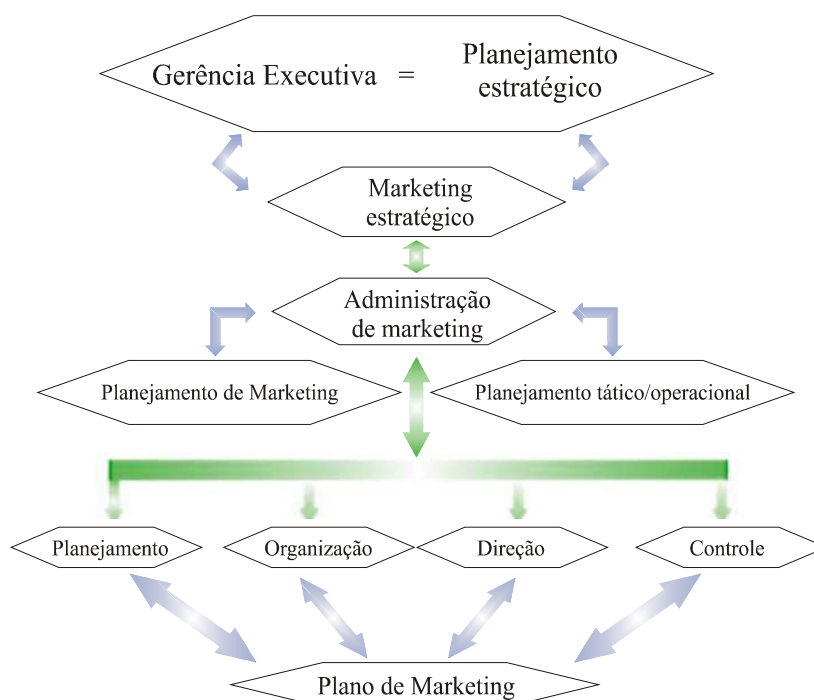 Gerência Executiva = Planejamento
estratégico
Marketing
estratégico
Administração
de marketing
Planejamento de Marketing
Planejamento tático/operacional
Planejamento
Organização
Direção
Controle
Plano de Marketing